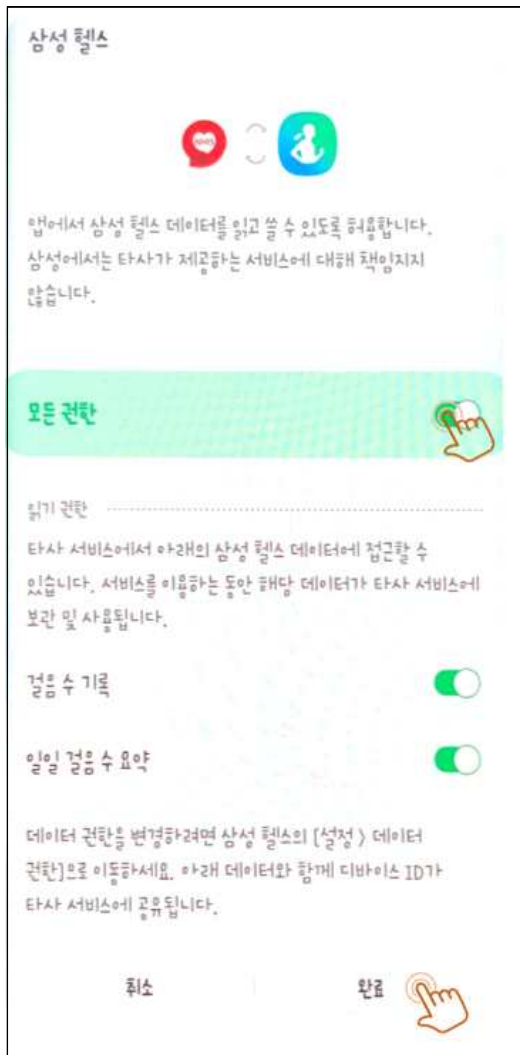 삼성 헬스
앱에서 삼성 헬스 데이터를 읽고 쓸 수 있도록 허용합니다.
삼성에서는 타사가 제공하는 서비스에 대해 책임지지
않습니다.
모든 권한
읽기 권한
타사 서비스에서 아래의 삼성 헬스 데이터에 접근할 수
있습니다. 서비스를 이용하는 동안 해당 데이터가 타사 서비스에
보관 및 사용됩니다.
걸음 수 기록
일일 걸음 수 요약
데이터 권한을 변경하려면 삼성 헬스의 [설정 > 데이터
권한]으로 이동하세요. 아래 데이터와 함께 디바이스 ID가
타사 서비스에 공유됩니다.
취소 완료